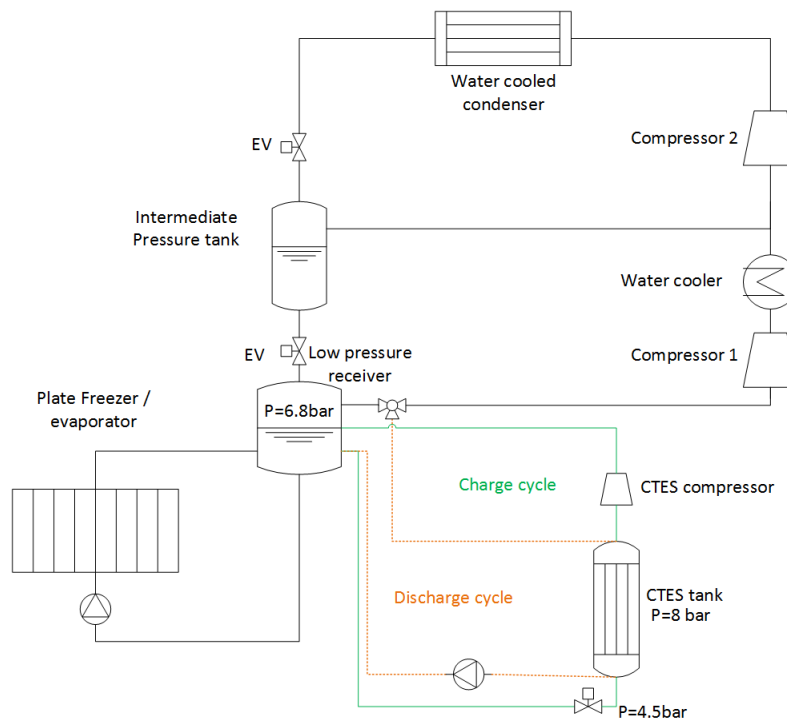 Water cooled
condenser
EV
Compressor 2
Intermediate
Pressure tank
Water cooler
EV
Low pressure
receiver
Compressor 1
Plate Freezer /
evaporator
P=6.8bar
Charge cycle
CTES compressor
Discharge cycle
CTES tank
P=8 bar
P=4.5bar